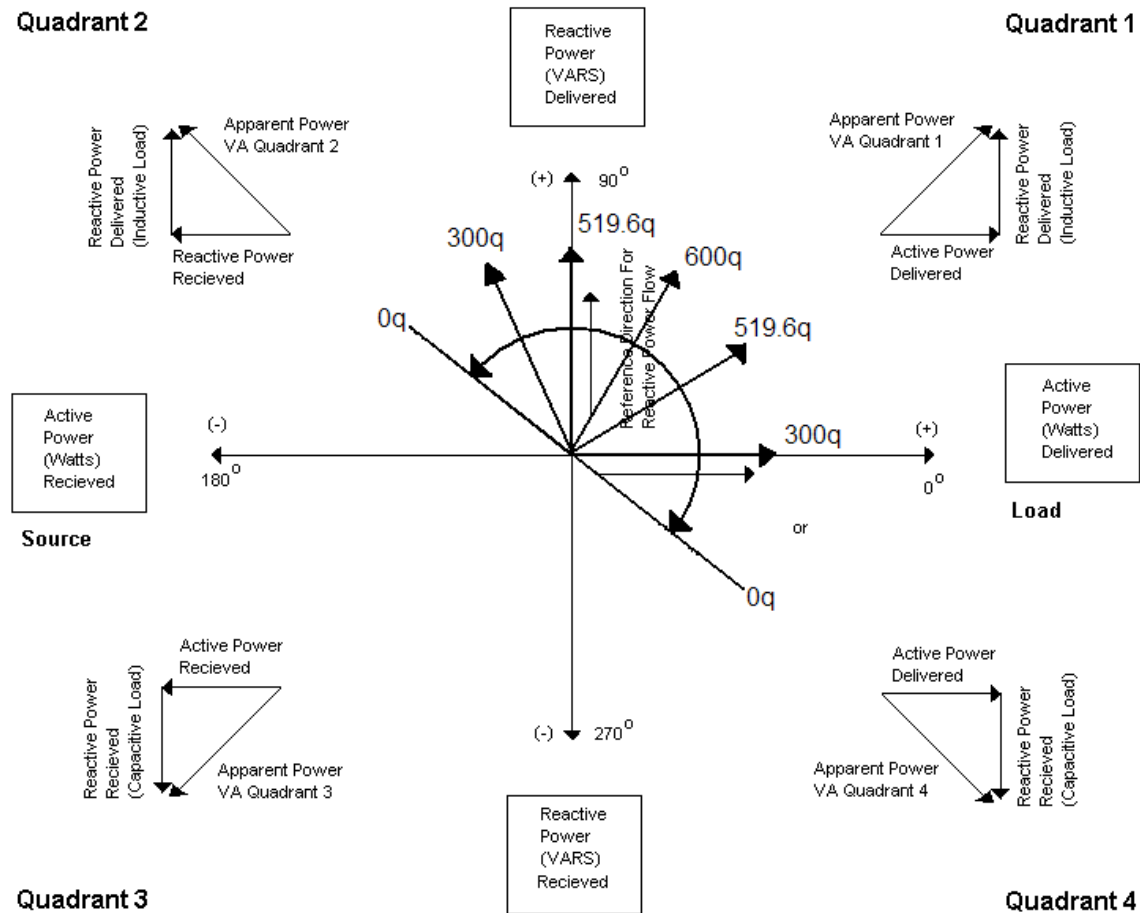 Quadrant 2
Reactive
Power
(VARS)
Delivered
Quadrant 1
Reactive Power
Delivered
(Inductive Load)
Apparent Power
VA Quadrant 2
Reactive Power
Recieved
Apparent Power
VA Quadrant 1
Active Power
Delivered
Reactive Power
Delivered
(Inductive Load)
(+)
90o
519.6q
300q
600q
0q
519.6q
Reference Direction For
Reactive Power Flow
Active
Power
(Watts)
Recieved
Source
(-)
180o
300q
(+)
0o
Active
Power
(Watts)
Delivered
Load
or
0q
Reactive Power
Recieved
(Capacitive Load)
Active Power
Recieved
Apparent Power
VA Quadrant 3
(-)
270o
Active Power
Delivered
Apparent Power
VA Quadrant 4
Reactive Power
Recieved
(Capacitive Load)
Quadrant 3
Reactive
Power
(VARS)
Recieved
Quadrant 4